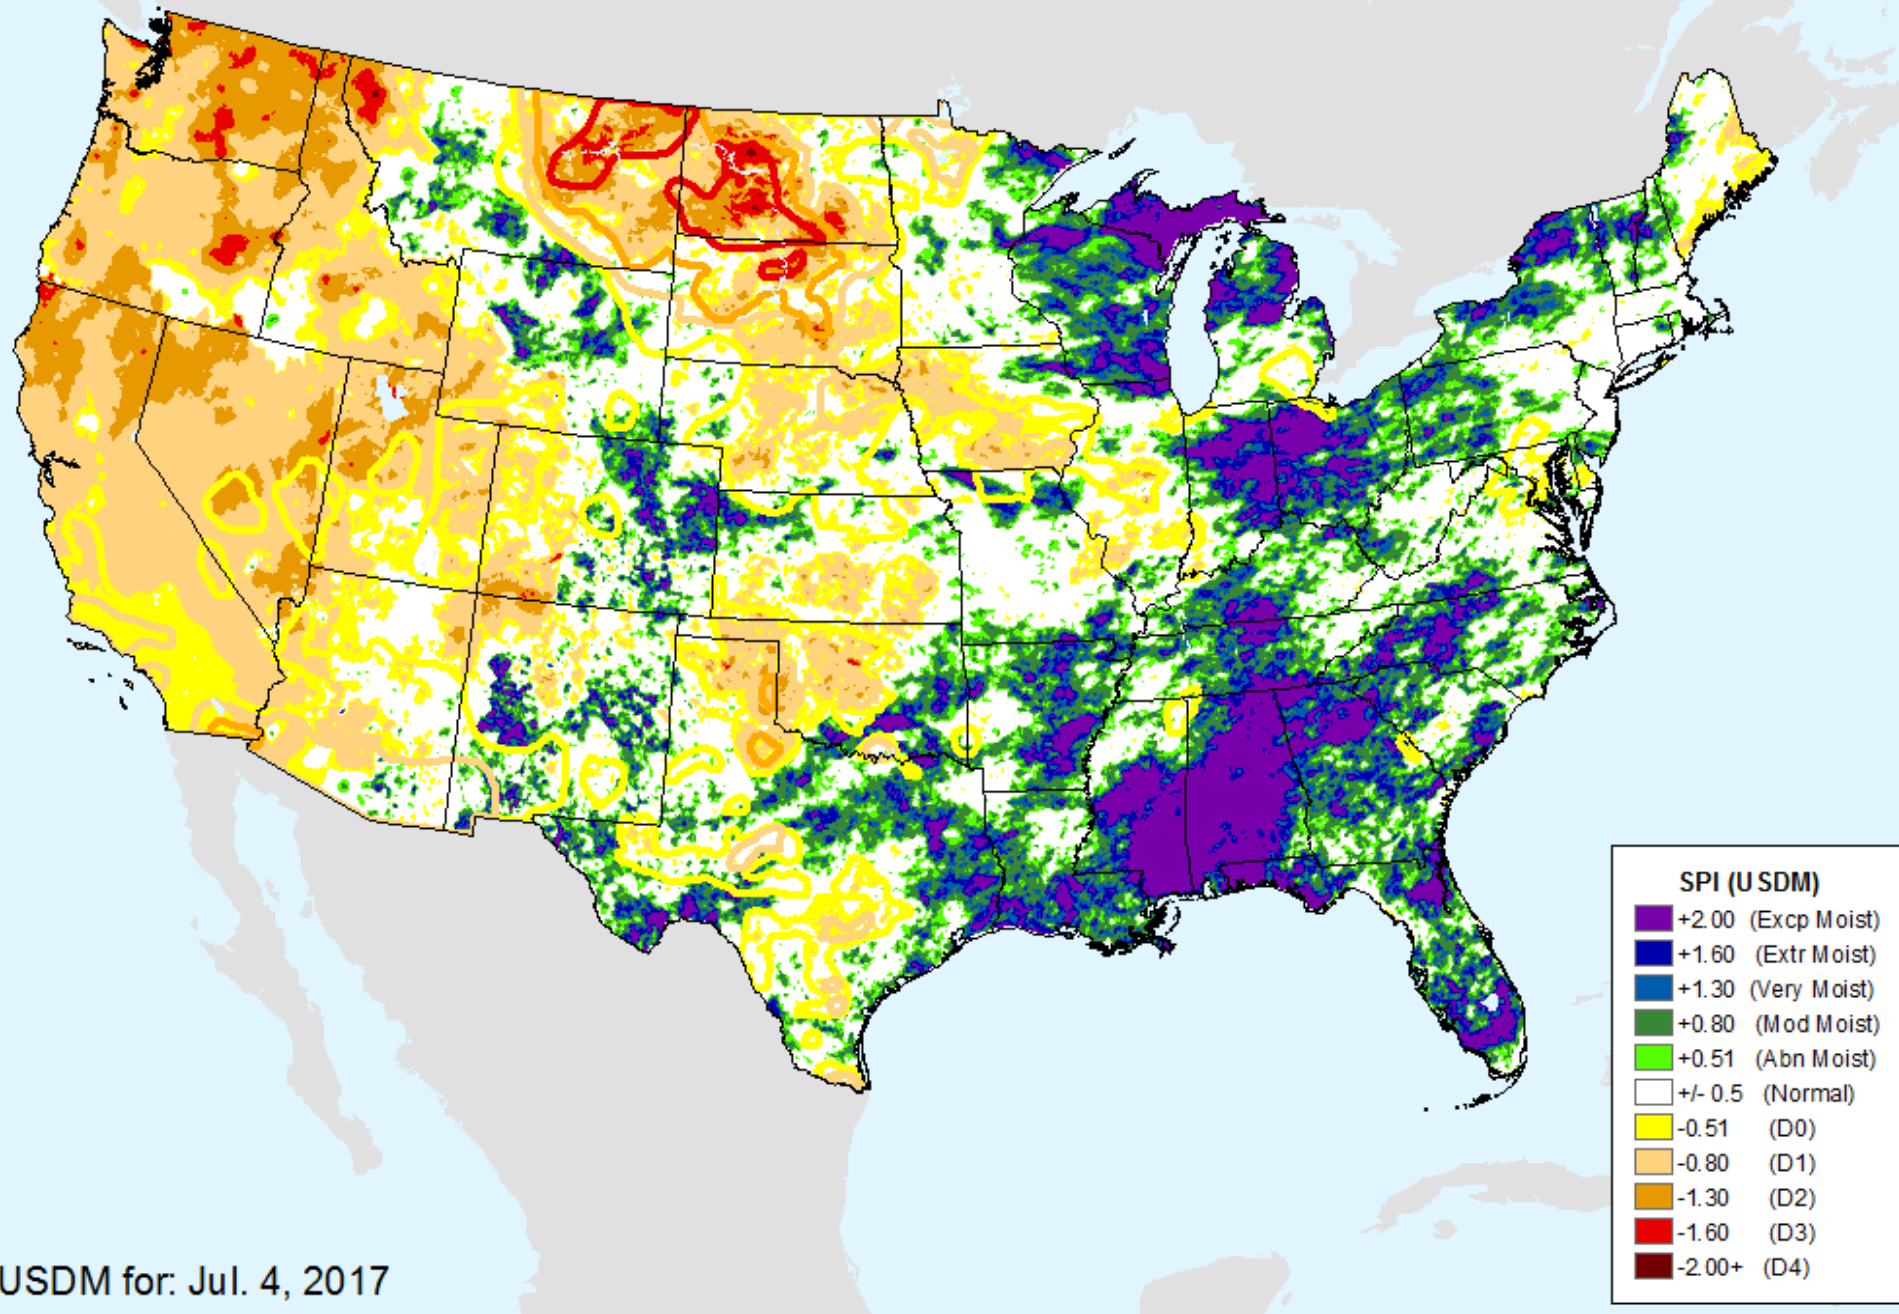 SPI (USDM)
+2.00 (Excp Moist)
+1.60 (Extr Moist)
+1.30 (Very Moist)
+0.80 (Mod Moist)
+0.51 (Abn Moist)
+/- 0.5 (Normal)
-0.51 (D0)
-0.80 (D1)
-1.30 (D2)
-1.60 (D3)
-2.00+ (D4)
USDM for: Jul. 4, 2017